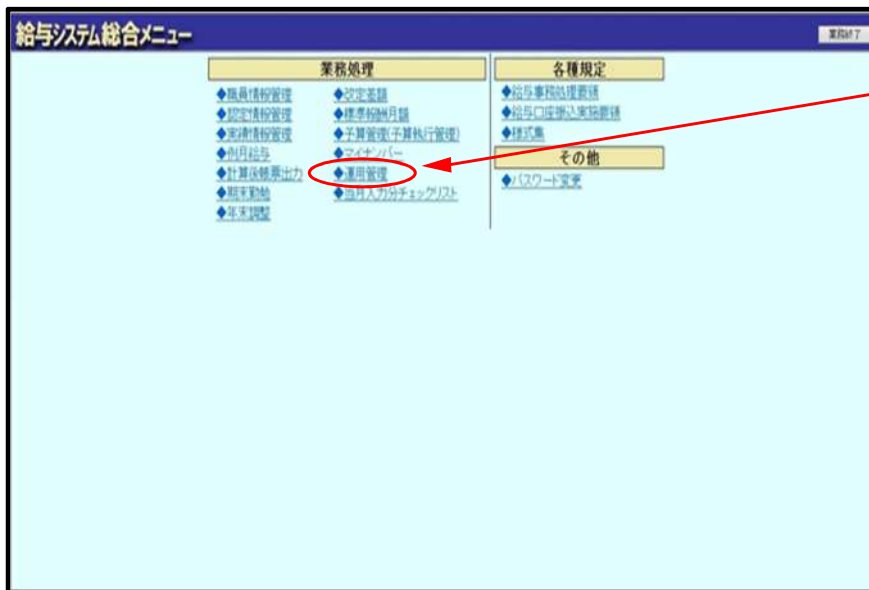 給与システム総合メニュー
業務終了
業務処理
◆職員情報管理
◆認定情報管理
◆実績情報管理
◆例月給与
◆計算後帳票出力
◆期末勤勉
◆年末調整
◆改定差額
◆標準報酬月額
◆予算管理(予算執行管理)
◆マイナンバー
◆運用管理
◆当月入力分チェックリスト
各種規定
◆給与事務処理要領
◆給与口座振込実施要領
◆様式集
その他
◆パスワード変更